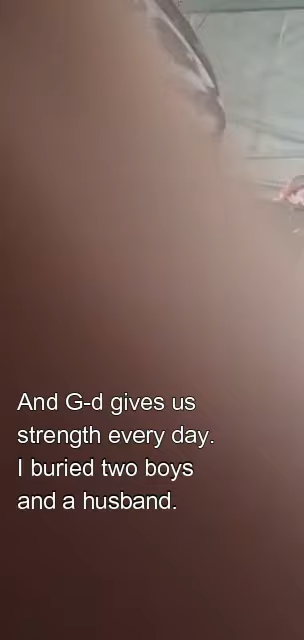 And G-d gives us
strength every day.
I buried two boys
and a husband.